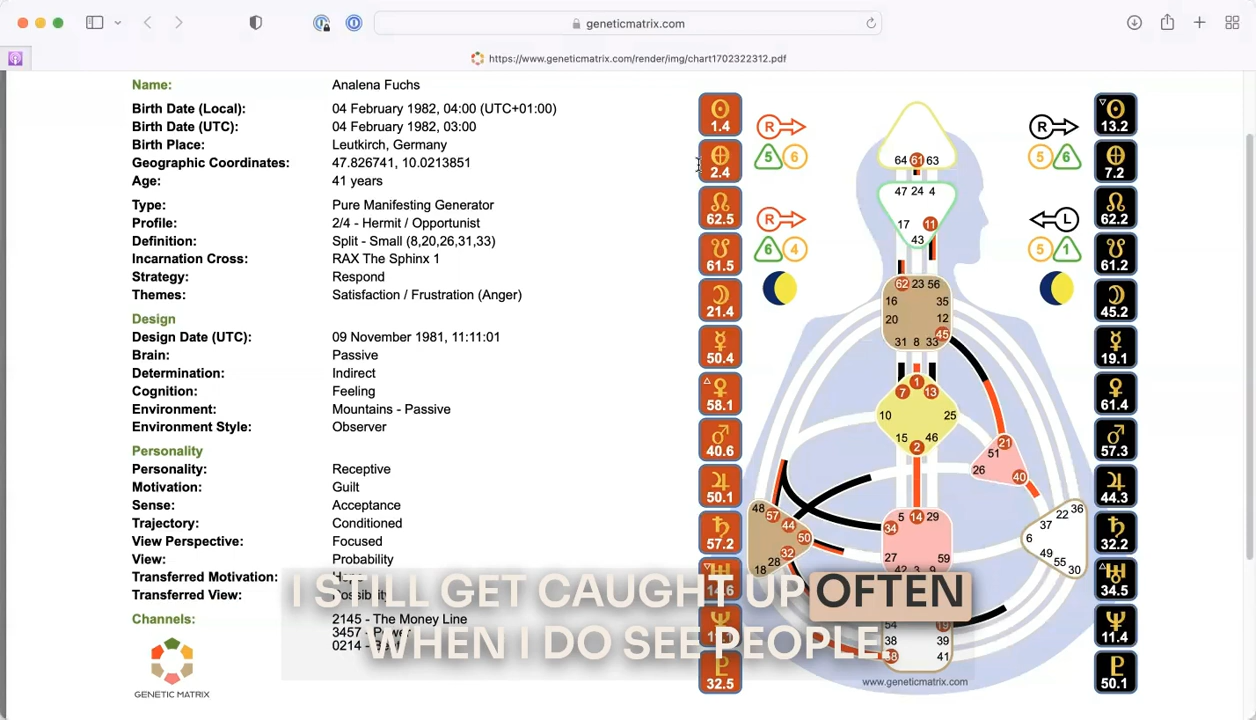 geneticmatrix.com
https://www.geneticmatrix.com/render/img/chart1702322312.pdf
Name: Analena Fuchs
Birth Date (Local): 04 February 1982, 04:00 (UTC+01:00)
Birth Date (UTC): 04 February 1982, 03:00
Birth Place: Leutkirch, Germany
Geographic Coordinates: 47.826741, 10.0213851
Age: 41 years
Type: Pure Manifesting Generator
Profile: 2/4 - Hermit / Opportunist
Definition: Split - Small (8,20,26,31,33)
Incarnation Cross: RAX The Sphinx 1
Strategy: Respond
Themes: Satisfaction / Frustration (Anger)
Design
Design Date (UTC): 09 November 1981, 11:11:01
Brain: Passive
Determination: Indirect
Cognition: Feeling
Environment: Mountains - Passive
Environment Style: Observer
Personality
Personality: Receptive
Motivation: Guilt
Sense: Acceptance
Trajectory: Conditioned
View Perspective: Focused
View: Probability
Transferred Motivation:
Transferred View:
Channels: 2145 - The Money Line
3457 - Power
0214 -
GENETIC MATRIX
I STILL GET CAUGHT UP OFTEN
WHEN I DO SEE PEOPLE.
1.4
2.4
62.5
61.5
21.4
50.4
58.1
40.6
50.1
57.2
14.6
32.5
R
5 6
R
6 4
64 61 63
47 24 4
17 11
43
62 23 56
16 35
20 12
45
31 8 33
1
7 13
10 25
15 46
2
21
51
26 40
48
57
44
50
32
28
18
5 14 29
34
27 59
42 3 9
36
22
37
6
49
55
30
54 19
38 39
41
R
5 6
L
5 1
13.2
7.2
62.2
61.2
45.2
19.1
61.4
57.3
44.3
32.2
34.5
11.4
50.1
www.geneticmatrix.com